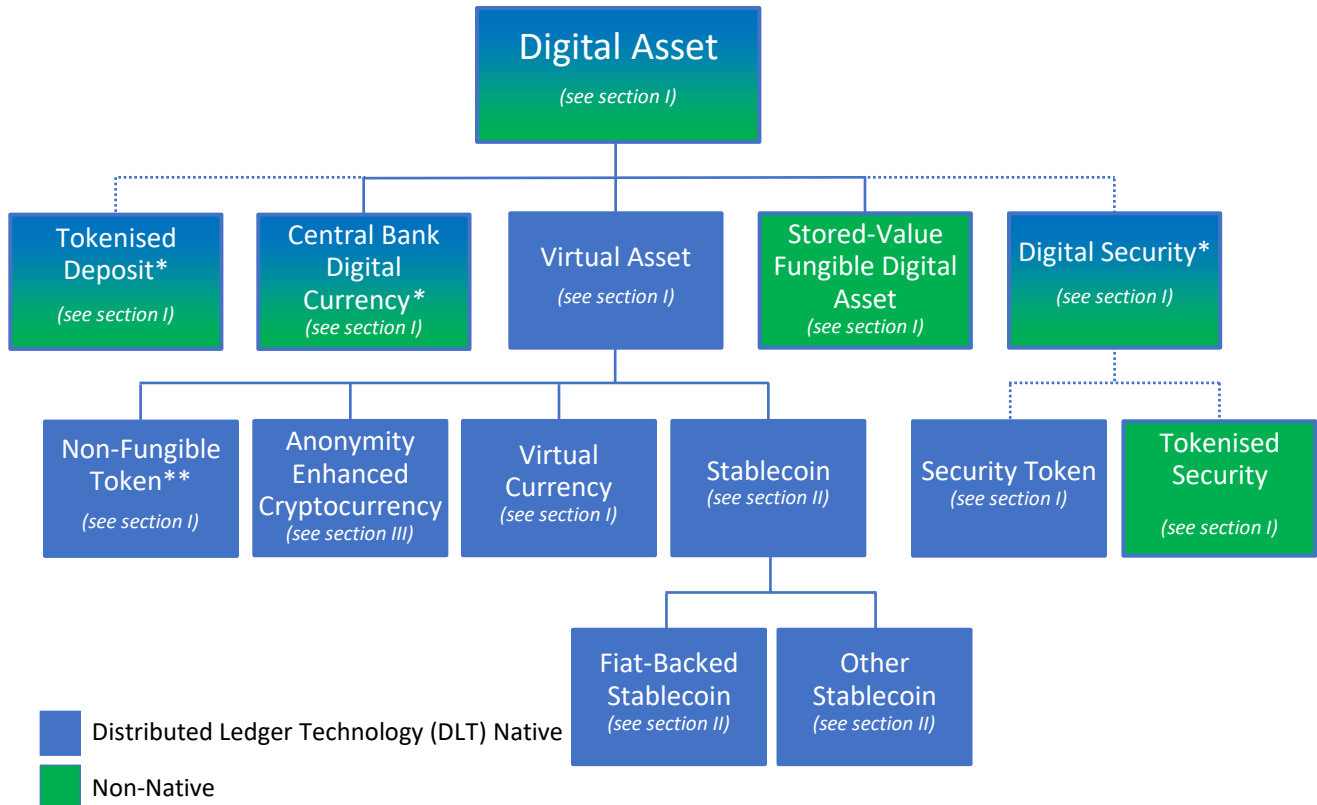 Digital Asset
(see section I)
Tokenised
Deposit*
(see section I)
Central Bank
Digital
Currency*
(see section I)
Virtual Asset
(see section I)
Stored-Value
Fungible Digital
Asset
(see section I)
Digital Security*
(see section I)
Non-Fungible
Token**
(see section I)
Anonymity
Enhanced
Cryptocurrency
(see section III)
Virtual
Currency
(see section I)
Stablecoin
(see section II)
Security Token
(see section I)
Tokenised
Security
(see section I)
Fiat-Backed
Stablecoin
(see section II)
Other
Stablecoin
(see section II)
Distributed Ledger Technology (DLT) Native
Non-Native